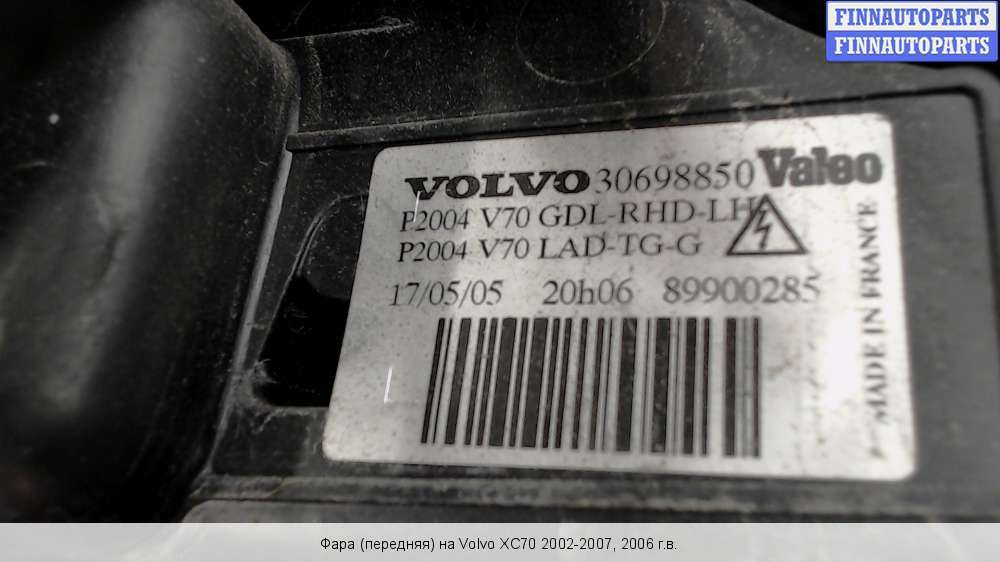 FINNAUTOPARTS
FINNAUTOPARTS
VOLVO 30698850 Valeo
P2004 V70 GDL-RHD-LH
P2004 V70 LAD-TG-G
17/05/05 20h06 89900285
MADE IN FRANCE
Фара (передняя) на Volvo XC70 2002-2007, 2006 г.в.